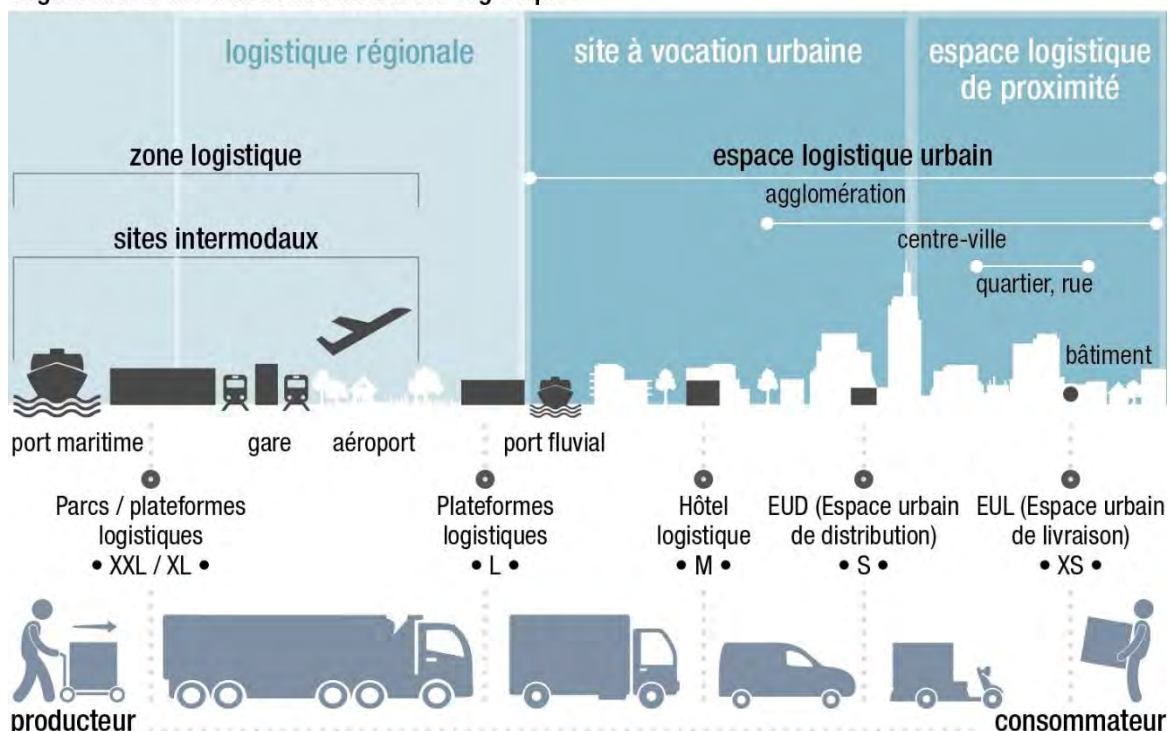 logistique régionale
site à vocation urbaine
espace logistique
de proximité
zone logistique
espace logistique urbain
agglomération
sites intermodaux
centre-ville
quartier, rue
bâtiment
port maritime
gare
aéroport
port fluvial
Parcs / plateformes
logistiques
• XXL / XL •
Plateformes
logistiques
• L •
Hôtel
logistique
• M •
EUD (Espace urbain
de distribution)
• S •
EUL (Espace urbain
de livraison)
• XS •
producteur
consommateur